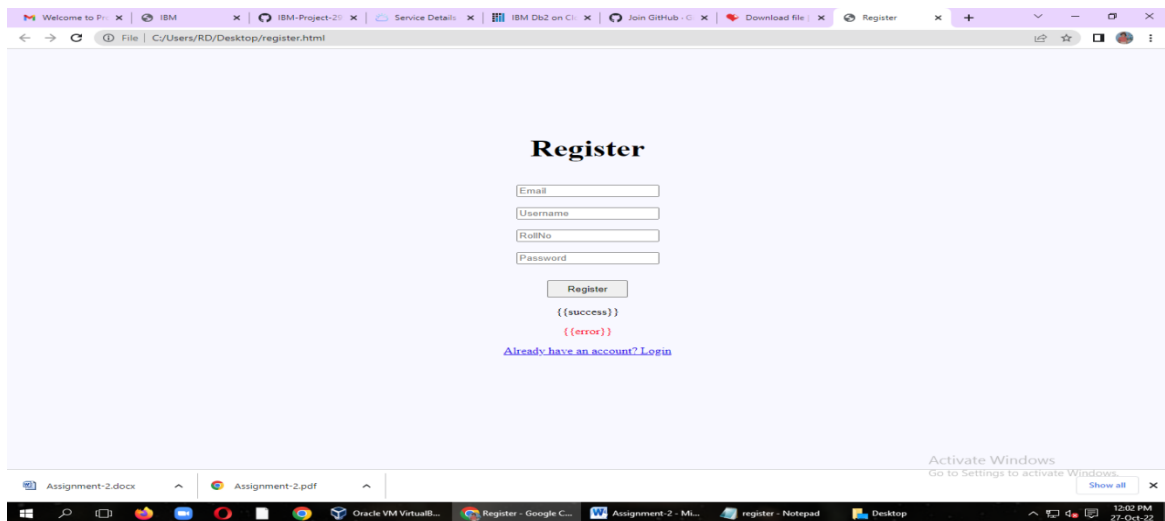 Welcome to Pr
IBM
IBM-Project-29
Service Details
IBM Db2 on Cl
Join GitHub · G
Download file |
Register
File | C:/Users/RD/Desktop/register.html
Register
Email
Username
RollNo
Password
Register
{{success}}
{{error}}
Already have an account? Login
Activate Windows
Go to Settings to activate Windows.
Assignment-2.docx
Assignment-2.pdf
Show all
Oracle VM VirtualB...
Register - Google C...
Assignment-2 - Mi...
register - Notepad
Desktop
12:02 PM
27-Oct-22